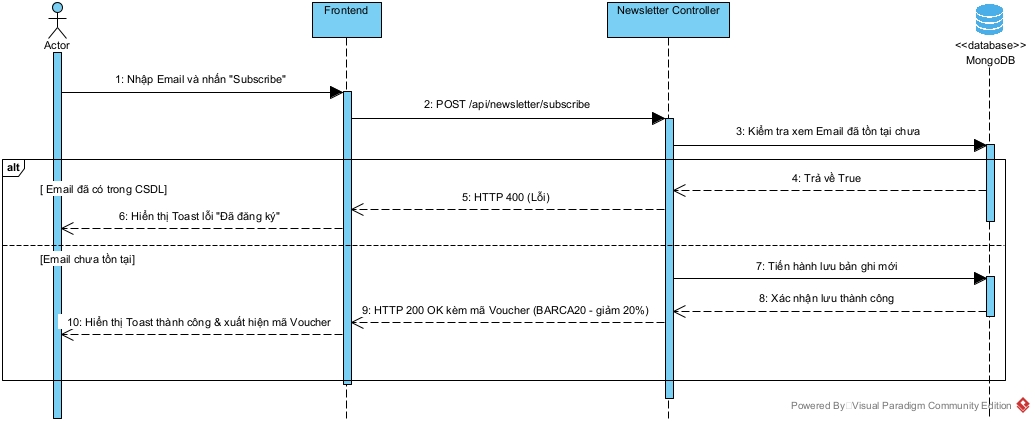 Frontend
Newsletter Controller
Actor
<<database>>
MongoDB
1: Nhập Email và nhấn "Subscribe"
2: POST /api/newsletter/subscribe
3: Kiểm tra xem Email đã tồn tại chưa
alt
[ Email đã có trong CSDL]
4: Trả về True
5: HTTP 400 (Lỗi)
6: Hiển thị Toast lỗi "Đã đăng ký"
[Email chưa tồn tại]
7: Tiến hành lưu bản ghi mới
8: Xác nhận lưu thành công
9: HTTP 200 OK kèm mã Voucher (BARCA20 - giảm 20%)
10: Hiển thị Toast thành công & xuất hiện mã Voucher
Powered By Visual Paradigm Community Edition